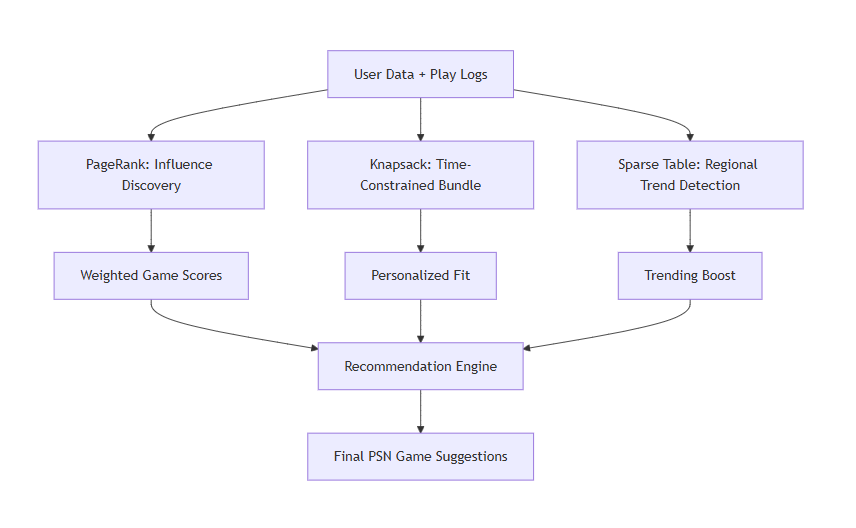 User Data + Play Logs
PageRank: Influence
Discovery
Knapsack: Time-
Constrained Bundle
Sparse Table: Regional
Trend Detection
Weighted Game Scores
Personalized Fit
Trending Boost
Recommendation Engine
Final PSN Game Suggestions